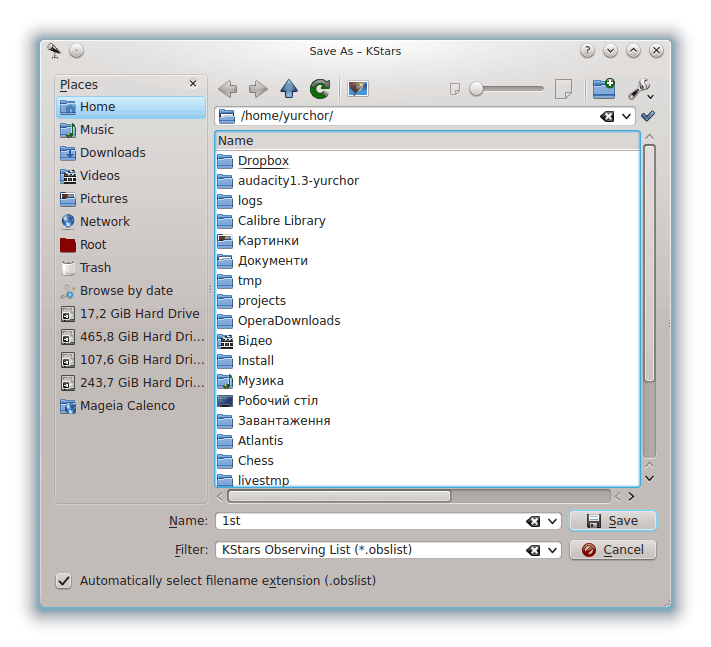 Save As – KStars
Places
Home
Music
Downloads
Videos
Pictures
Network
Root
Trash
Browse by date
17,2 GiB Hard Drive
465,8 GiB Hard Dri...
107,6 GiB Hard Dri...
243,7 GiB Hard Dri...
Mageia Calenco
/home/yurchor/
Name
Dropbox
audacity1.3-yurchor
logs
Calibre Library
Картинки
Документи
tmp
projects
OperaDownloads
Відео
Install
Музика
Робочий стіл
Завантаження
Atlantis
Chess
livestmp
Name: 1st Save
Filter: KStars Observing List (*.obslist) Cancel
Automatically select filename extension (.obslist)